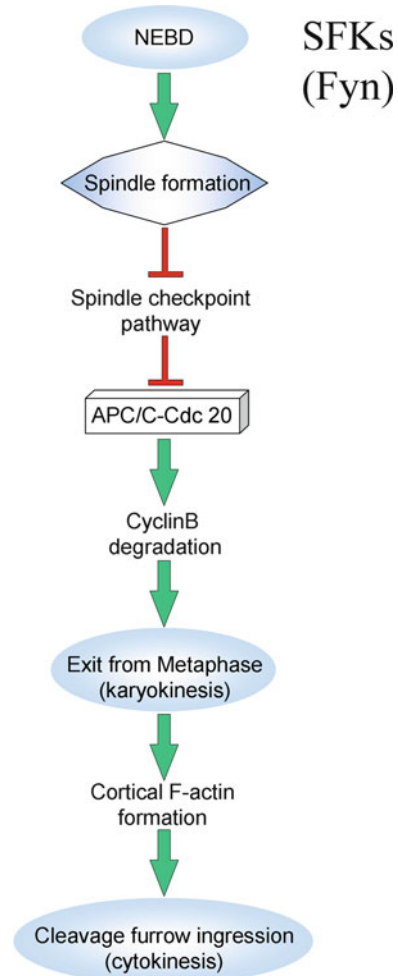 NEBD
SFKs
(Fyn)
Spindle formation
Spindle checkpoint
pathway
APC/C-Cdc 20
CyclinB
degradation
Exit from Metaphase
(karyokinesis)
Cortical F-actin
formation
Cleavage furrow ingression
(cytokinesis)